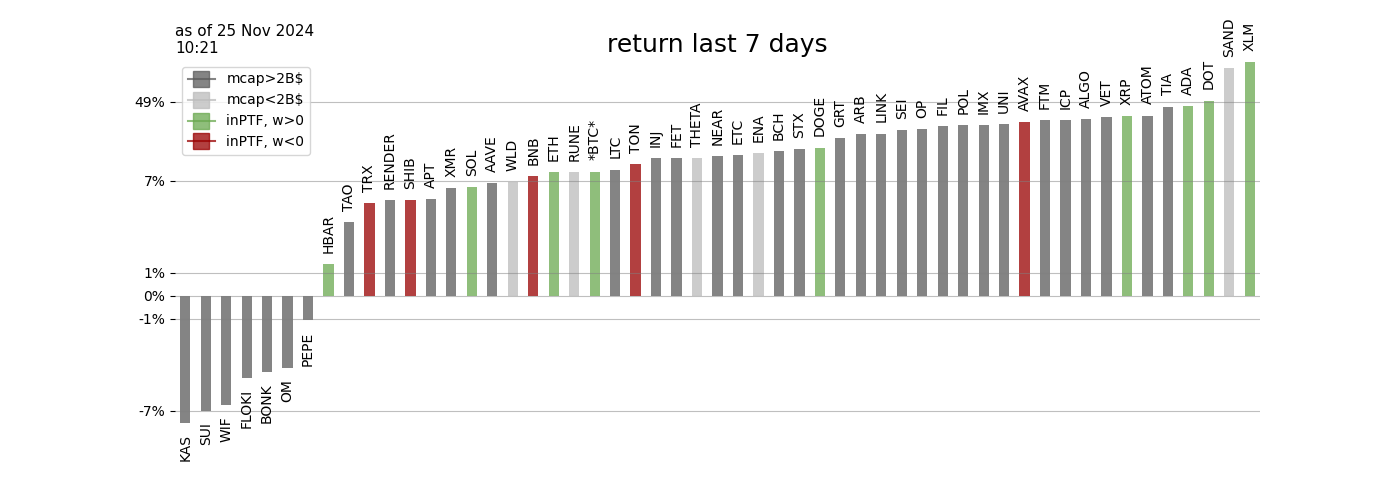 as of 25 Nov 2024
10:21
return last 7 days
mcap>2B$
mcap<2B$
inPTF, w>0
inPTF, w<0
49%
7%
1%
0%
-1%
-7%
KAS
SUI
WIF
FLOKI
BONK
OM
PEPE
HBAR
TAO
TRX
RENDER
SHIB
APT
XMR
SOL
AAVE
WLD
BNB
ETH
RUNE
*BTC*
LTC
TON
INJ
FET
THETA
NEAR
ETC
ENA
BCH
STX
DOGE
GRT
ARB
LINK
SEI
OP
FIL
POL
IMX
UNI
AVAX
FTM
ICP
ALGO
VET
XRP
ATOM
TIA
ADA
DOT
SAND
XLM